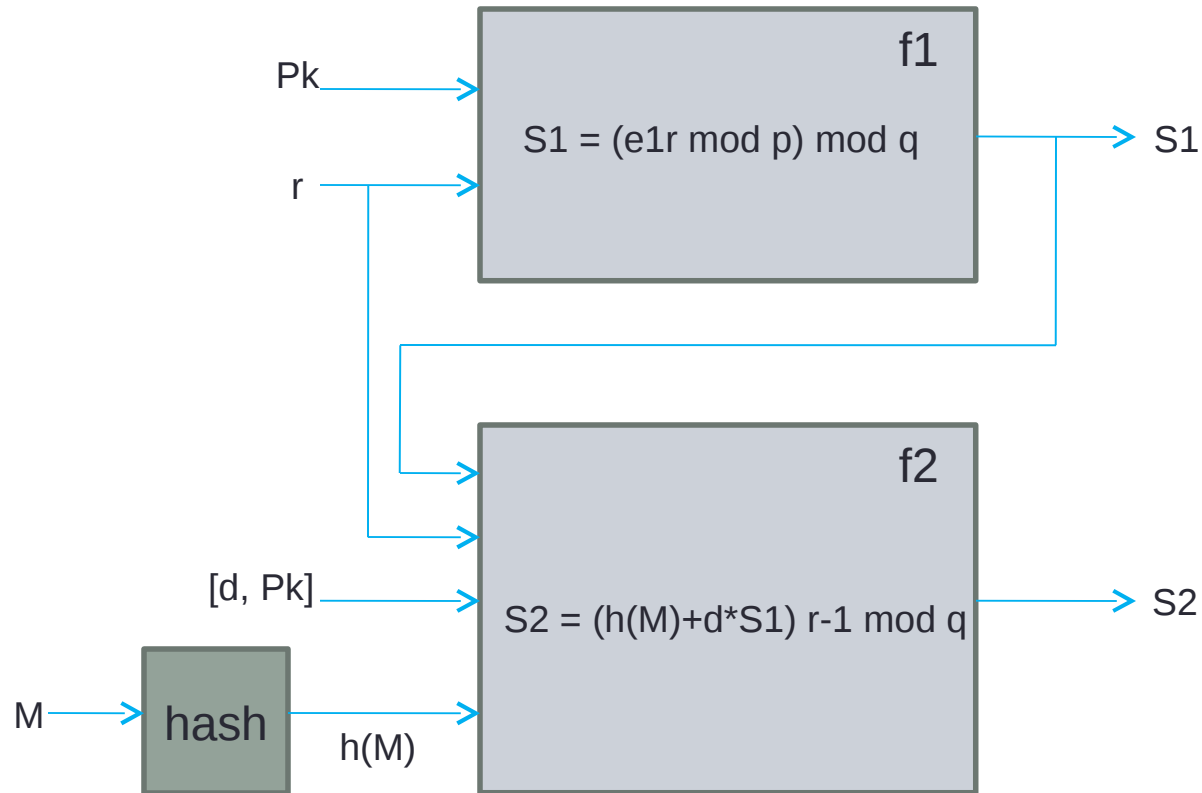 f1
Pk
S1 = (e1r mod p) mod q
S1
r
f2
[d, Pk]
S2 = (h(M)+d*S1) r-1 mod q
S2
M
hash
h(M)